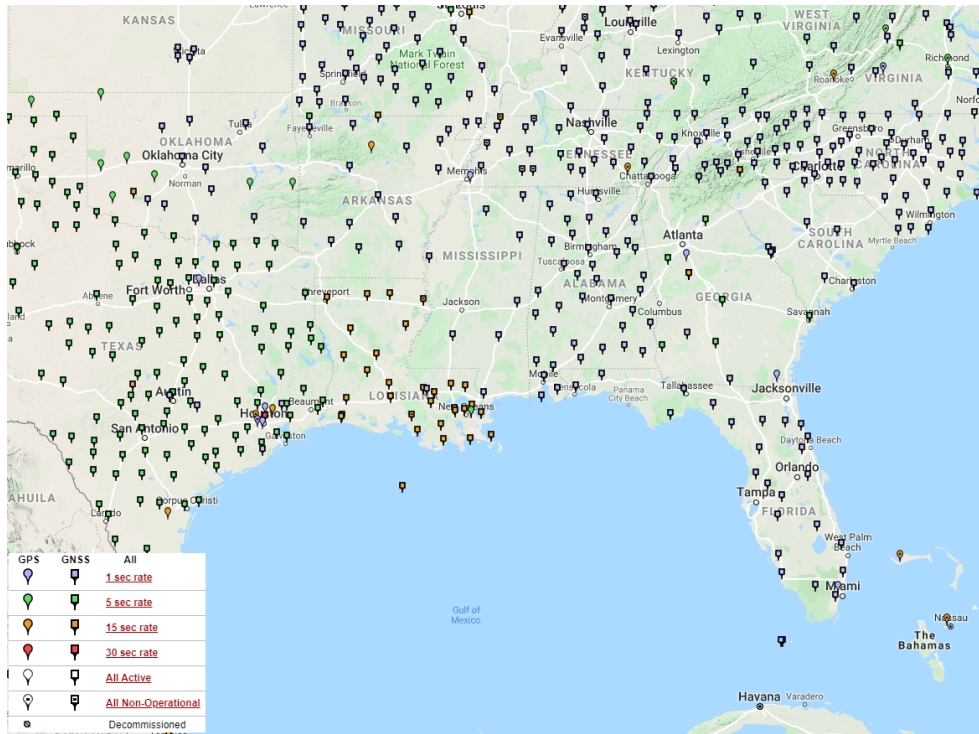 KANSAS
Wichita
MISSOURI
Mark Twain
National Forest
Springfield
Branson
Evansville
Louisville
Lexington
KENTUCKY
WEST
VIRGINIA
Richmond
Roanoke
VIRGINIA
Tulsa
OKLAHOMA
Oklahoma City
Norman
Fayetteville
Nashville
TENNESSEE
Knoxville
Greensboro
Durham
NORTH
CAROLINA
Asheville
Charlotte
Memphis
Chattanooga
Huntsville
ARKANSAS
Wilmington
SOUTH
CAROLINA
Myrtle Beach
Atlanta
Birmingham
Tuscaloosa
MISSISSIPPI
ALABAMA
Montgomery
Columbus
GEORGIA
Charleston
Savannah
Dallas
Fort Worth
Abilene
Shreveport
Jackson
TEXAS
Austin
Houston
Beaumont
Galveston
San Antonio
LOUISIANA
New Orleans
Mobile
Pensacola
Panama
City Beach
Tallahassee
Jacksonville
Daytona Beach
Orlando
Tampa
FLORIDA
West Palm
Beach
Miami
Laredo
Corpus Christi
Gulf of
Mexico
Nassau
The
Bahamas
Havana
Varadero
GPS GNSS All
1 sec rate
5 sec rate
15 sec rate
30 sec rate
All Active
All Non-Operational
Decommissioned